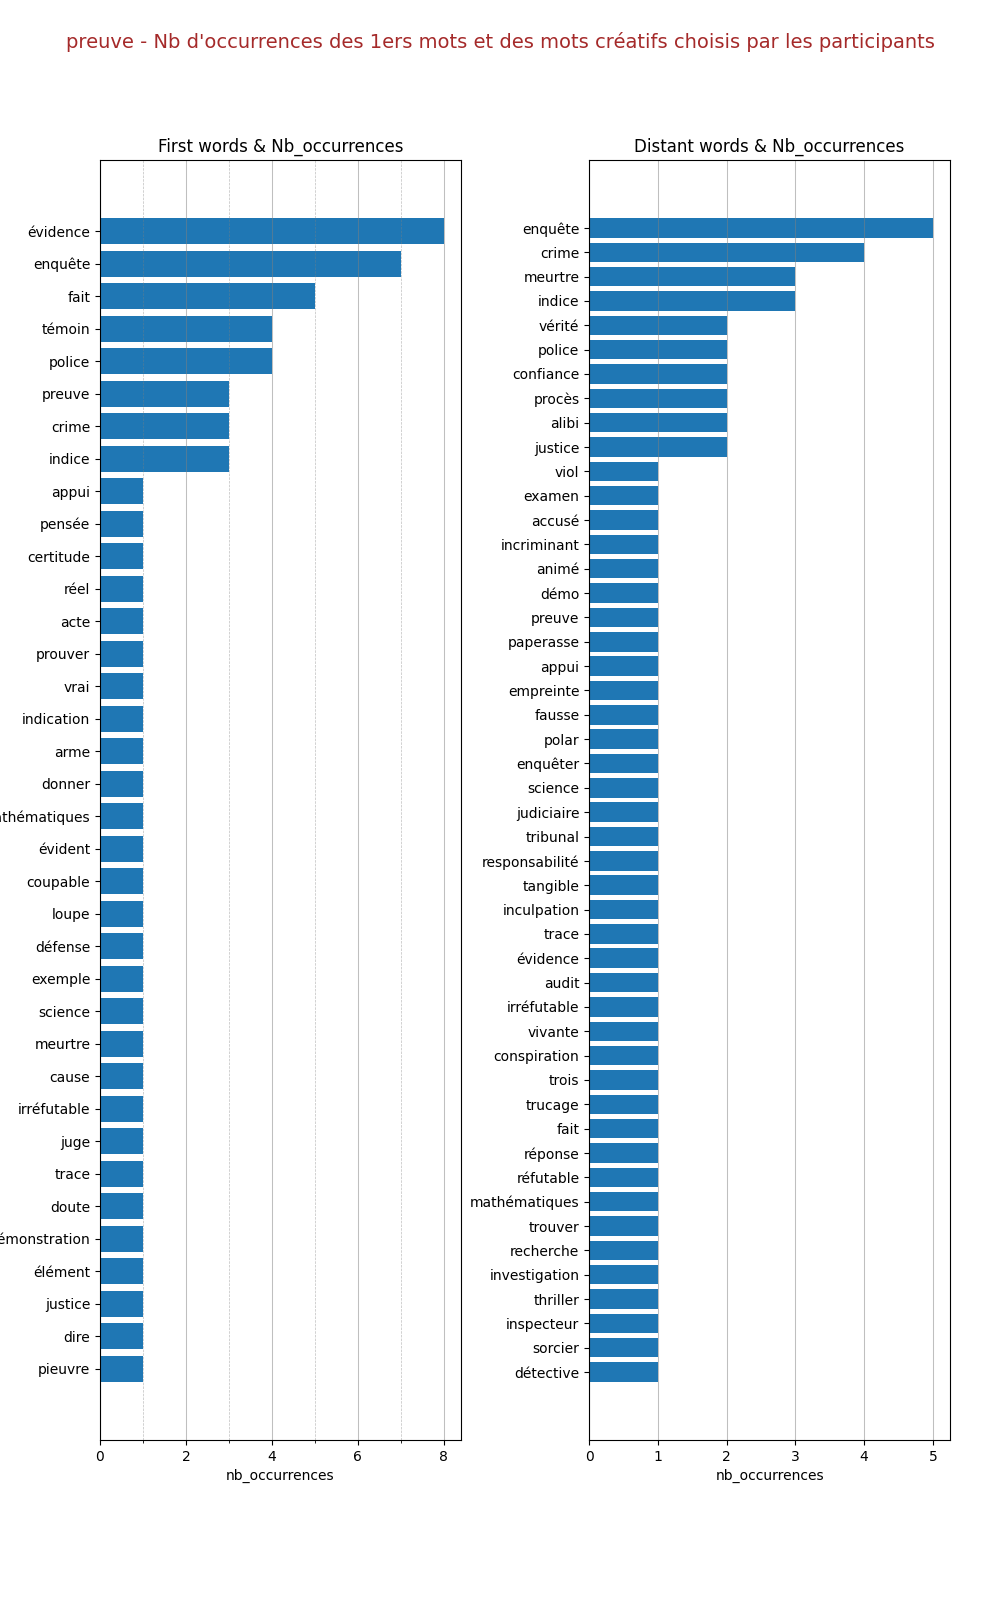 preuve - Nb d'occurrences des 1ers mots et des mots créatifs choisis par les participants
First words & Nb_occurrences
évidence
enquête
fait
témoin
police
preuve
crime
indice
appui
pensée
certitude
réel
acte
prouver
vrai
indication
arme
donner
thématiques
évident
coupable
loupe
défense
exemple
science
meurtre
cause
irréfutable
juge
trace
doute
émonstration
élément
justice
dire
pieuvre
0 2 4 6 8
nb_occurrences
Distant words & Nb_occurrences
enquête
crime
meurtre
indice
vérité
police
confiance
procès
alibi
justice
viol
examen
accusé
incriminant
animé
démo
preuve
paperasse
appui
empreinte
fausse
polar
enquêter
science
judiciaire
tribunal
responsabilité
tangible
inculpation
trace
évidence
audit
irréfutable
vivante
conspiration
trois
trucage
fait
réponse
réfutable
mathématiques
trouver
recherche
investigation
thriller
inspecteur
sorcier
détective
0 1 2 3 4 5
nb_occurrences